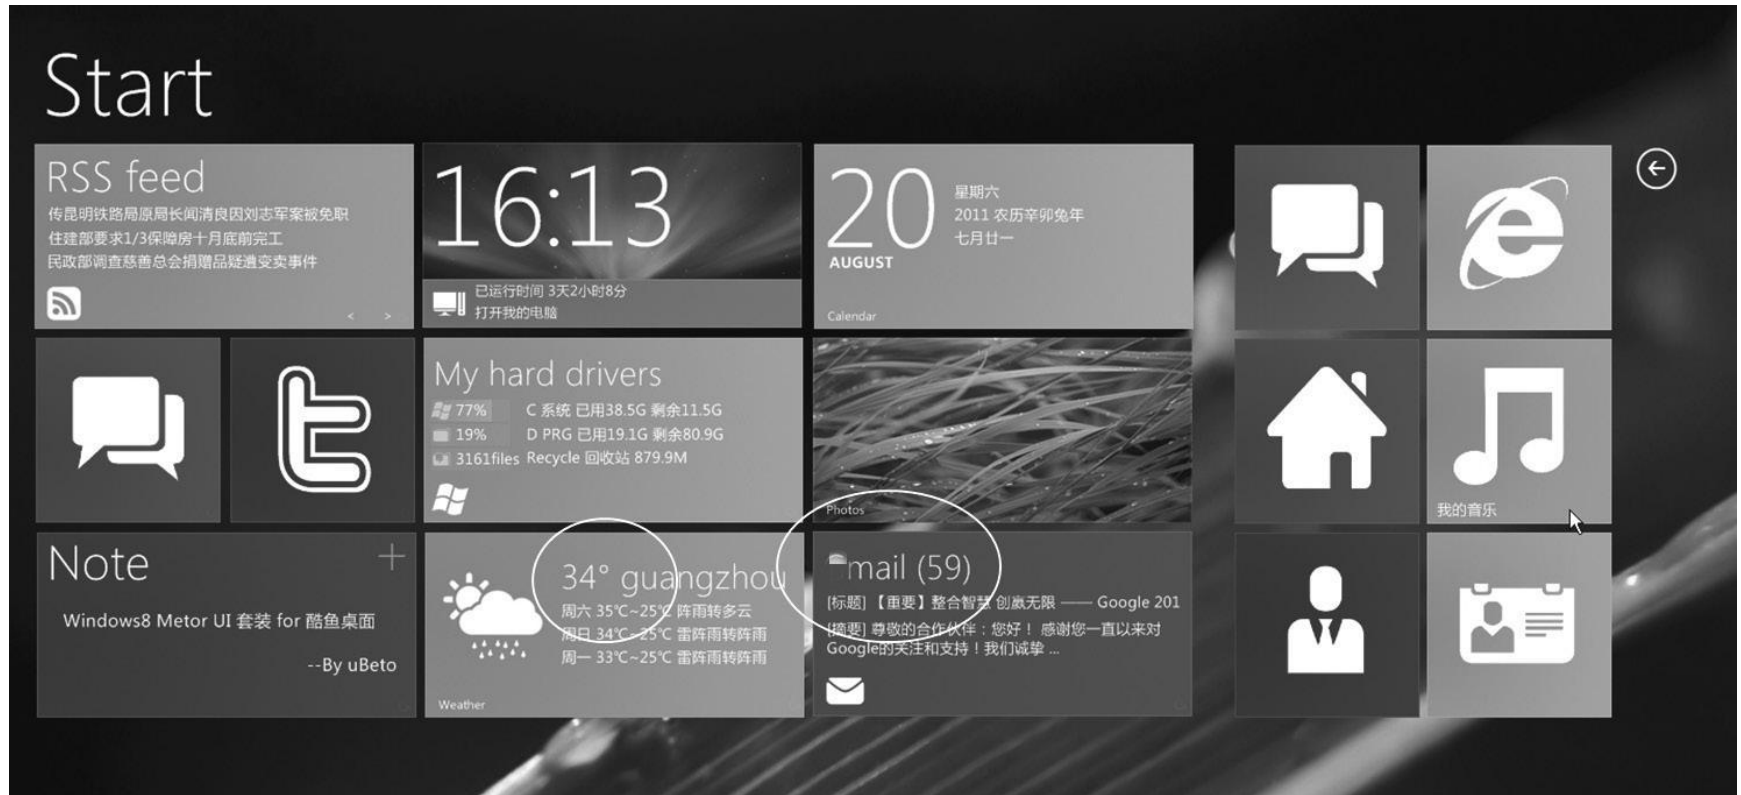 Start
RSS feed
传昆明铁路局原局长闻清良因刘志军案被免职
住建部要求1/3保障房十月底前完工
民政部调查慈善总会捐赠品疑遭变卖事件
< >
16:13
已运行时间 3天2小时8分
打开我的电脑
20
AUGUST
星期六
2011 农历辛卯兔年
七月廿一
Calendar
My hard drivers
77% C 系统 已用38.5G 剩余11.5G
19% D PRG 已用19.1G 剩余80.9G
3161files Recycle 回收站 879.9M
Photos
我的音乐
Note +
Windows8 Metor UI 套装 for 酷鱼桌面
--By uBeto
34° guangzhou
周六 35℃~25℃ 阵雨转多云
周日 34℃~25℃ 雷阵雨转阵雨
周一 33℃~25℃ 雷阵雨转阵雨
Weather
mail (59)
[标题] 【重要】整合智慧 创赢无限 —— Google 201
[摘要] 尊敬的合作伙伴：您好！ 感谢您一直以来对
Google的关注和支持！我们诚挚 ...